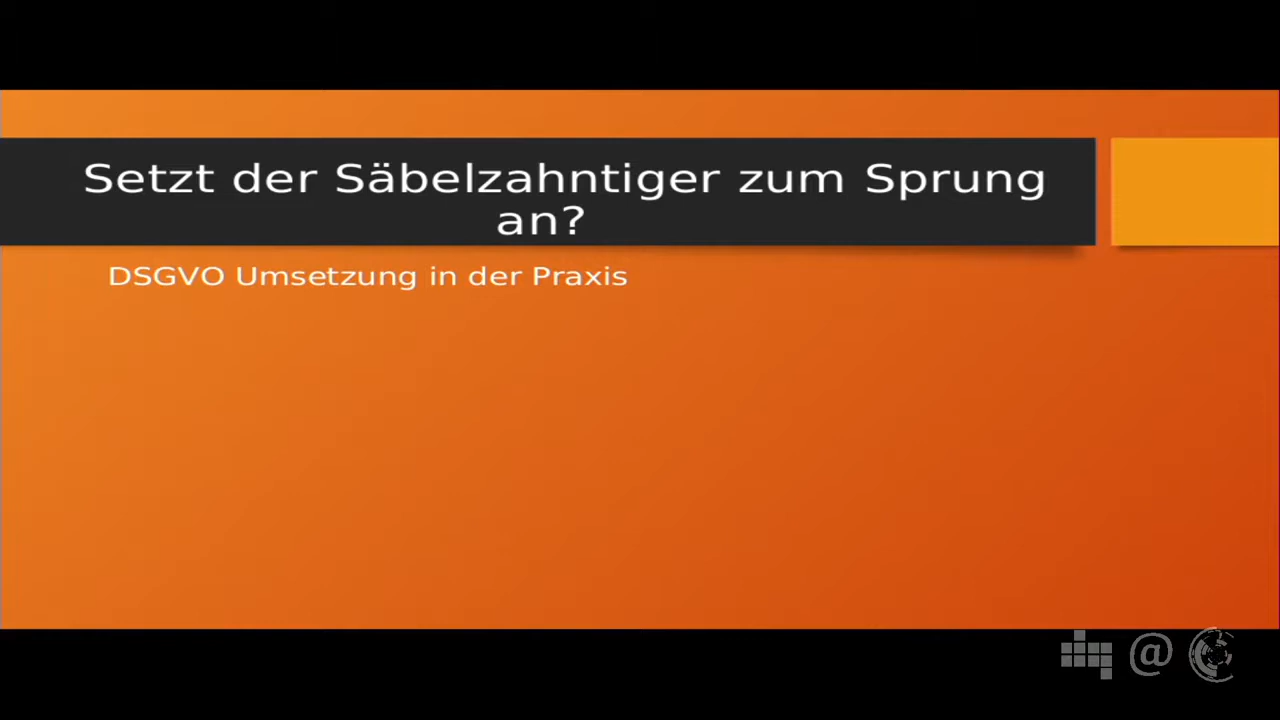 Setzt der Säbelzahntiger zum Sprung
an?
DSGVO Umsetzung in der Praxis
@